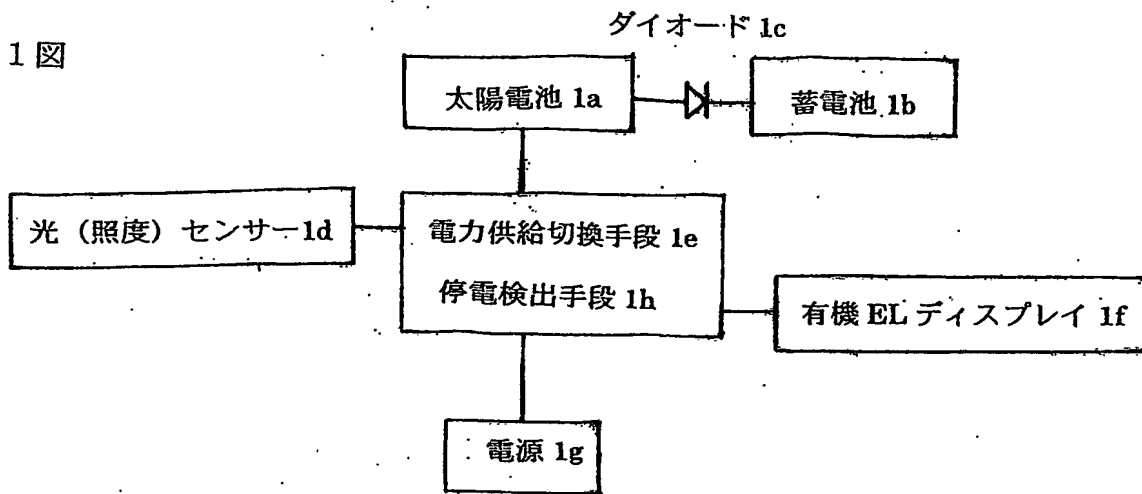 1図
ダイオード 1c
太陽電池 1a
蓄電池 1b
光（照度）センサー 1d
電力供給切換手段 1e
停電検出手段 1h
有機 EL ディスプレイ 1f
電源 1g